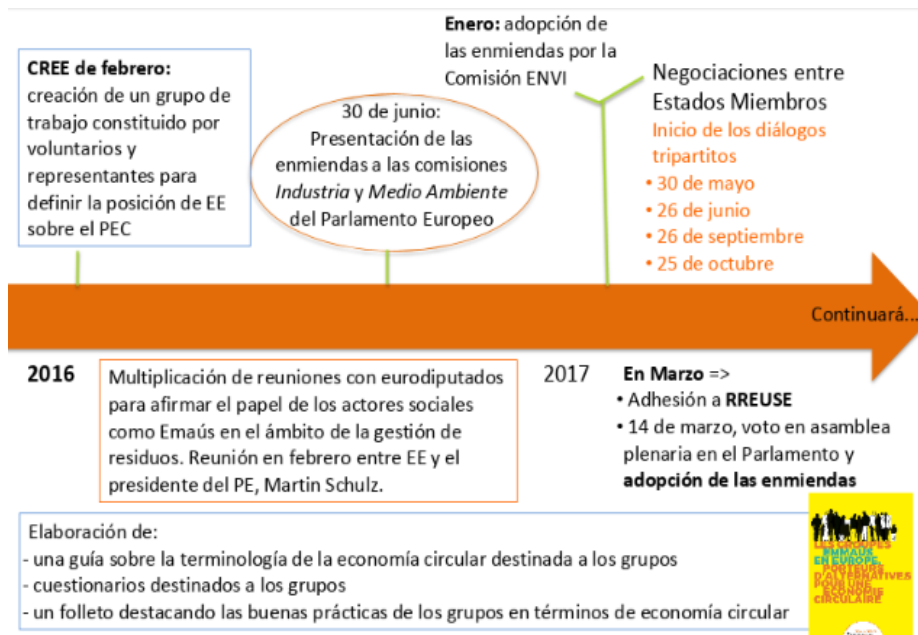 CREE de febrero:
creación de un grupo de
trabajo constituido por
voluntarios y
representantes para
definir la posición de EE
sobre el PEC
30 de junio:
Presentación de las
enmiendas a las comisiones
Industria y Medio Ambiente
del Parlamento Europeo
Enero: adopción de
las enmiendas por la
Comisión ENVI
Negociaciones entre
Estados Miembros
Inicio de los diálogos
tripartitos
• 30 de mayo
• 26 de junio
• 26 de septiembre
• 25 de octubre
Continuará...
2016
Multiplicación de reuniones con eurodiputados
para afirmar el papel de los actores sociales
como Emaús en el ámbito de la gestión de
residuos. Reunión en febrero entre EE y el
presidente del PE, Martin Schulz.
2017
En Marzo =>
• Adhesión a RREUSE
• 14 de marzo, voto en asamblea
plenaria en el Parlamento y
adopción de las enmiendas
Elaboración de:
- una guía sobre la terminología de la economía circular destinada a los grupos
- cuestionarios destinados a los grupos
- un folleto destacando las buenas prácticas de los grupos en términos de economía circular
LES GROUPES
EMMAÜS
EN EUROPE,
PORTEURS
D'ALTERNATIVES
POUR UNE
ÉCONOMIE
CIRCULAIRE